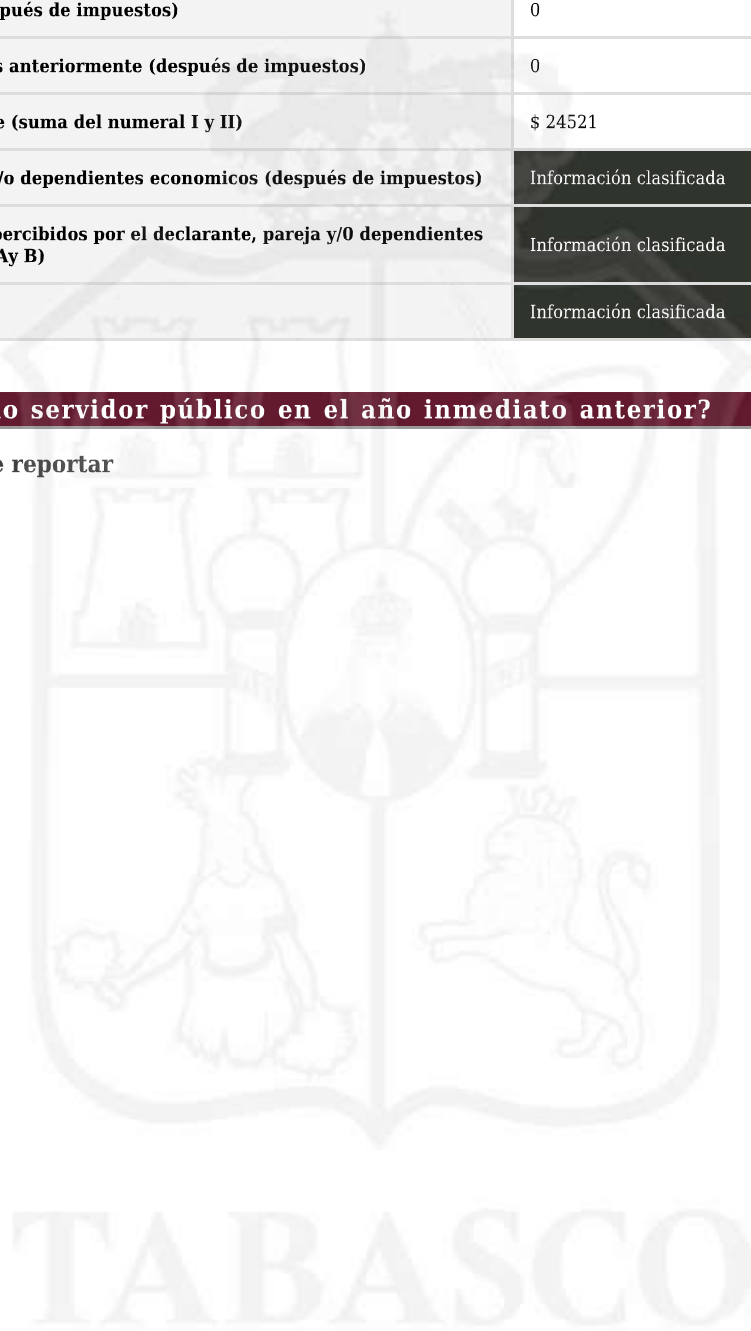 pués de impuestos)
0
s anteriormente (después de impuestos)
0
e (suma del numeral I y II)
$ 24521
/o dependientes economicos (después de impuestos)
Información clasificada
percibidos por el declarante, pareja y/0 dependientes
Ay B)
Información clasificada
Información clasificada
o servidor público en el año inmediato anterior?
e reportar
TABASCO